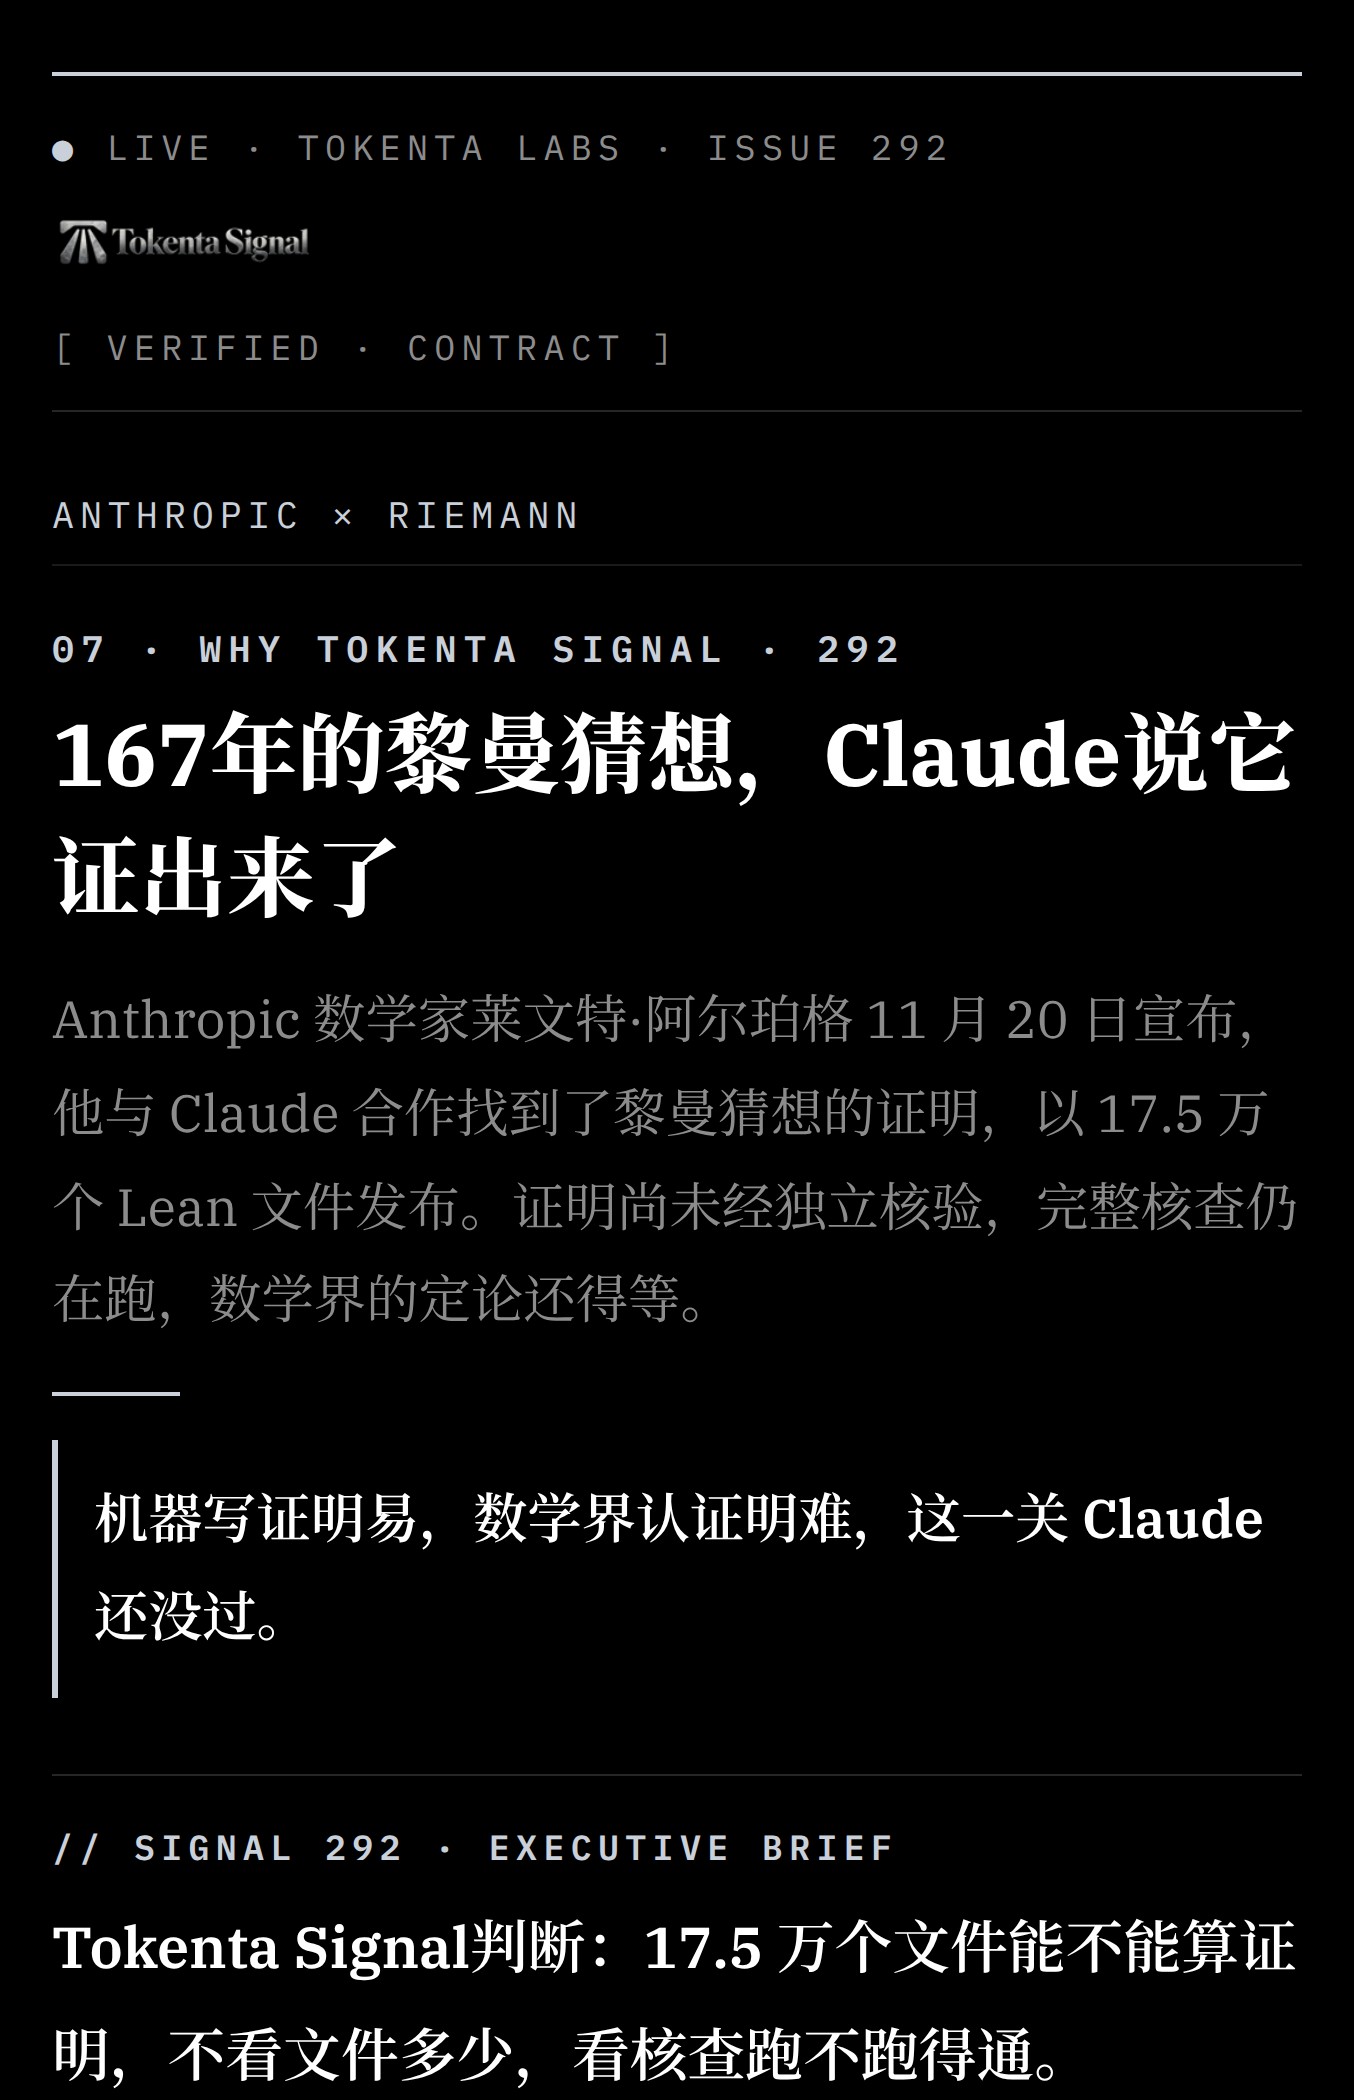 ● LIVE · TOKENTA LABS · ISSUE 292
Tokenta Signal
[ VERIFIED · CONTRACT ]
ANTHROPIC × RIEMANN
07 · WHY TOKENTA SIGNAL · 292
167年的黎曼猜想，Claude说它
证出来了
Anthropic 数学家莱文特·阿尔珀格 11 月 20 日宣布，
他与 Claude 合作找到了黎曼猜想的证明，以 17.5 万
个 Lean 文件发布。证明尚未经独立核验，完整核查仍
在跑，数学界的定论还得等。
机器写证明易，数学界认证明难，这一关 Claude
还没过。
// SIGNAL 292 · EXECUTIVE BRIEF
Tokenta Signal判断：17.5 万个文件能不能算证
明，不看文件多少，看核查跑不跑得通。